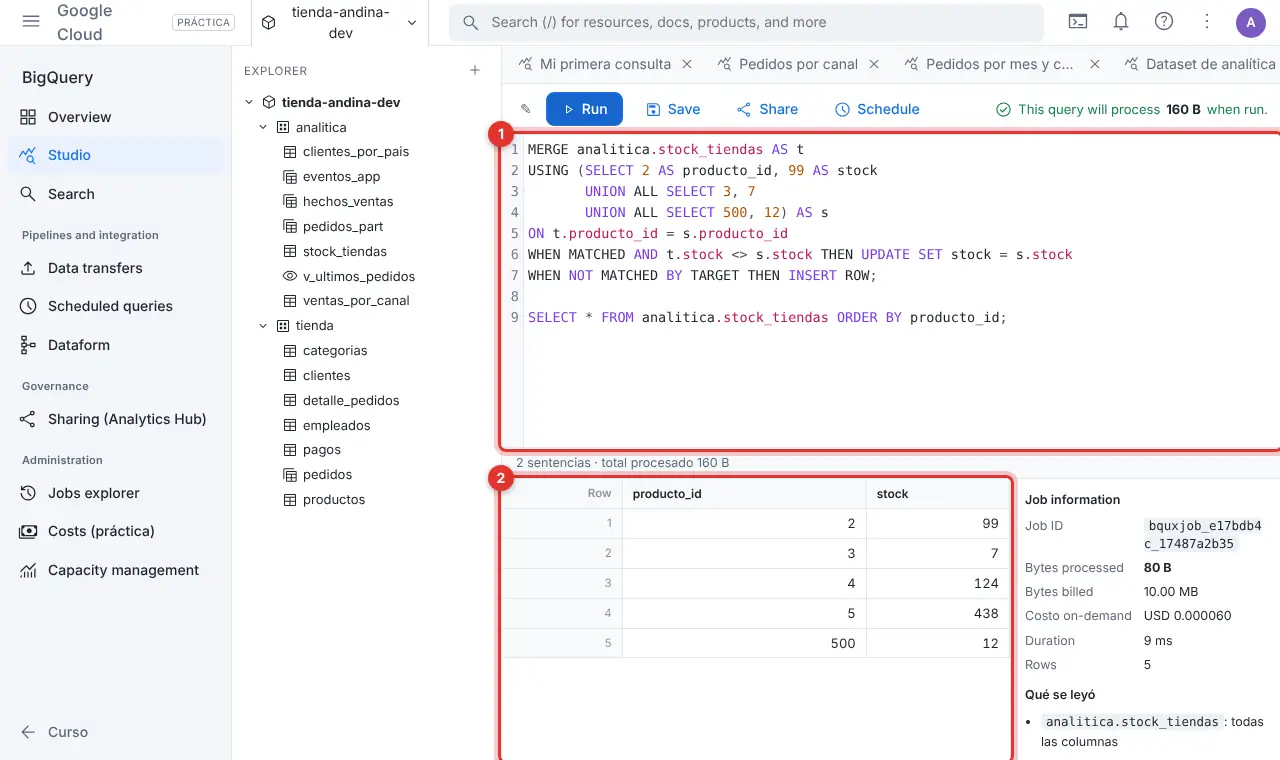 Google Cloud
PRÁCTICA
tienda-andina-dev
Search (/) for resources, docs, products, and more
A
BigQuery
Overview
Studio
Search
Pipelines and integration
Data transfers
Scheduled queries
Dataform
Governance
Sharing (Analytics Hub)
Administration
Jobs explorer
Costs (práctica)
Capacity management
Curso
EXPLORER
tienda-andina-dev
analitica
clientes_por_pais
eventos_app
hechos_ventas
pedidos_part
stock_tiendas
v_ultimos_pedidos
ventas_por_canal
tienda
categorias
clientes
detalle_pedidos
empleados
pagos
pedidos
productos
Mi primera consulta
Pedidos por canal
Pedidos por mes y c...
Dataset de analítica
Run
Save
Share
Schedule
This query will process 160 B when run.
1
1 MERGE analitica.stock_tiendas AS t
2 USING (SELECT 2 AS producto_id, 99 AS stock
3 UNION ALL SELECT 3, 7
4 UNION ALL SELECT 500, 12) AS s
5 ON t.producto_id = s.producto_id
6 WHEN MATCHED AND t.stock <> s.stock THEN UPDATE SET stock = s.stock
7 WHEN NOT MATCHED BY TARGET THEN INSERT ROW;
8
9 SELECT * FROM analitica.stock_tiendas ORDER BY producto_id;
2 sentencias · total procesado 160 B
2
Row producto_id stock
1 2 99
2 3 7
3 4 124
4 5 438
5 500 12
Job information
Job ID bquxjob_e17bdb4
c_17487a2b35
Bytes processed 80 B
Bytes billed 10.00 MB
Costo on-demand USD 0.000060
Duration 9 ms
Rows 5
Qué se leyó
• analitica.stock_tiendas : todas
las columnas